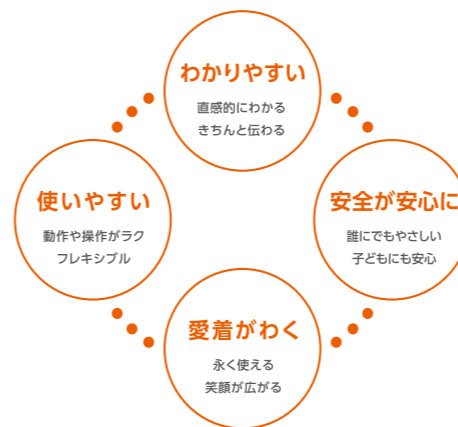 わかりやすい
直感的にわかる
きちんと伝わる
使いやすい
動作や操作がラク
フレキシブル
安全が安心に
誰にでもやさしい
子どもにも安心
愛着がわく
永く使える
笑顔が広がる